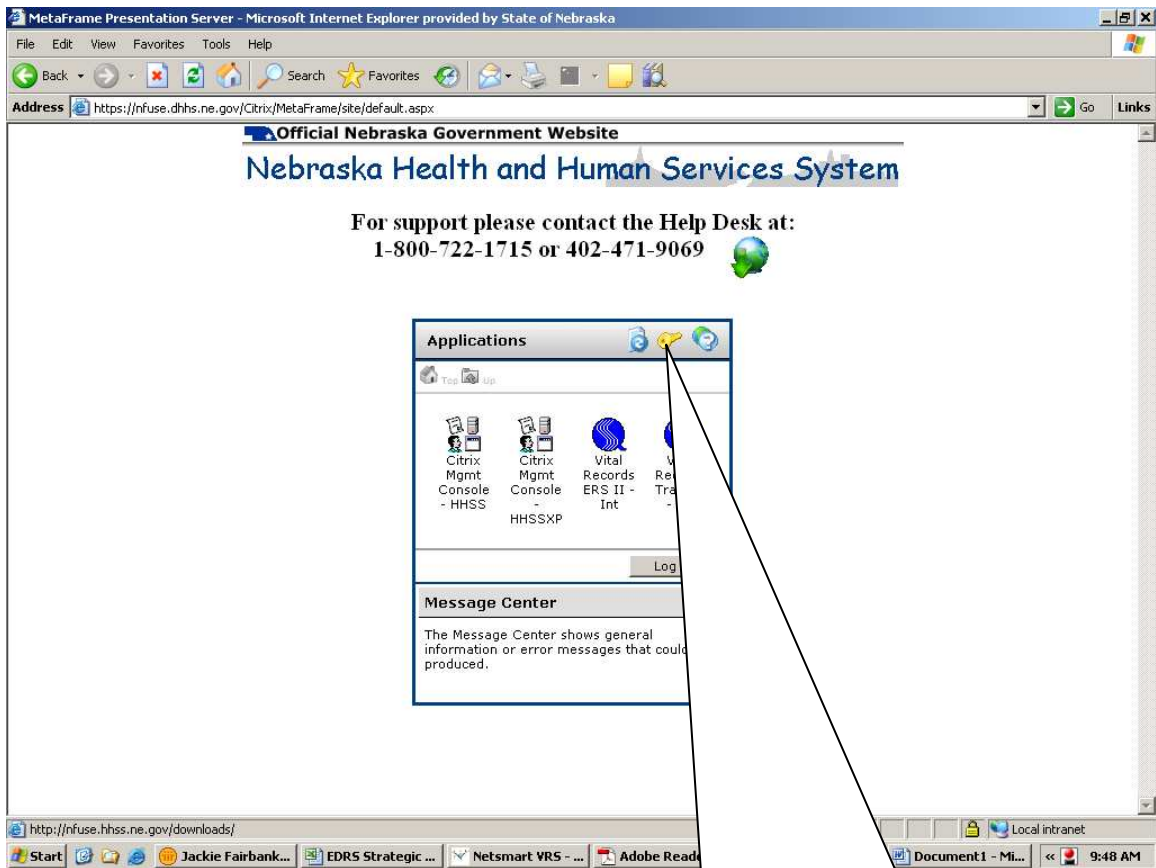 MetaFrame Presentation Server - Microsoft Internet Explorer provided by State of Nebraska
File Edit View Favorites Tools Help
Back Search Favorites
Address https://nfuse.dhhs.ne.gov/Citrix/MetaFrame/site/default.aspx Go Links
Official Nebraska Government Website
Nebraska Health and Human Services System
For support please contact the Help Desk at:
1-800-722-1715 or 402-471-9069
Applications
Top Up
Citrix Mgmt Console - HHSS
Citrix Mgmt Console - HHSSXP
Vital Records ERS II - Int
Log
Message Center
The Message Center shows general
information or error messages that could
produced.
http://nfuse.hhss.ne.gov/downloads/ Local intranet
Start Jackie Fairbank... EDRS Strategic ... Netsmart VRS - ... Adobe Read Document1 - Mi... « 9:48 AM